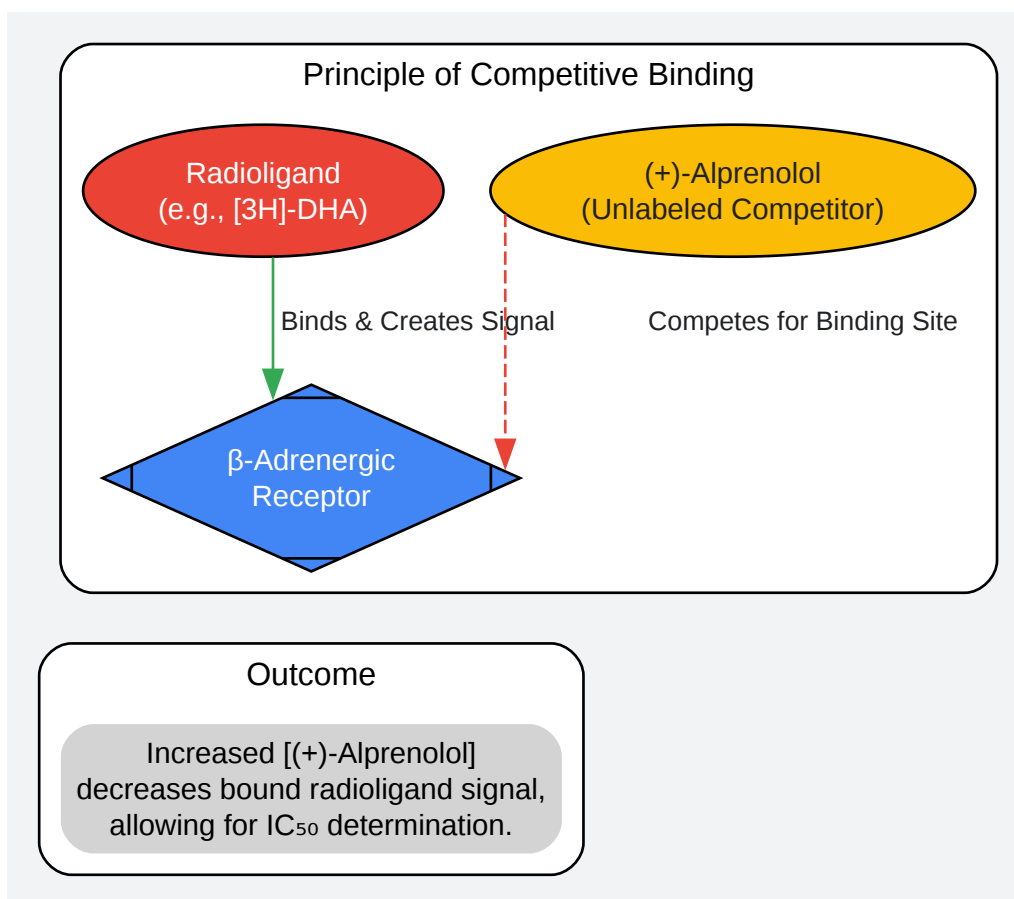 Principle of Competitive Binding
Radioligand
(e.g., [3H]-DHA)
(+)-Alprenolol
(Unlabeled Competitor)
Binds & Creates Signal
Competes for Binding Site
β-Adrenergic
Receptor
Outcome
Increased [(+)-Alprenolol]
decreases bound radioligand signal,
allowing for IC₅₀ determination.